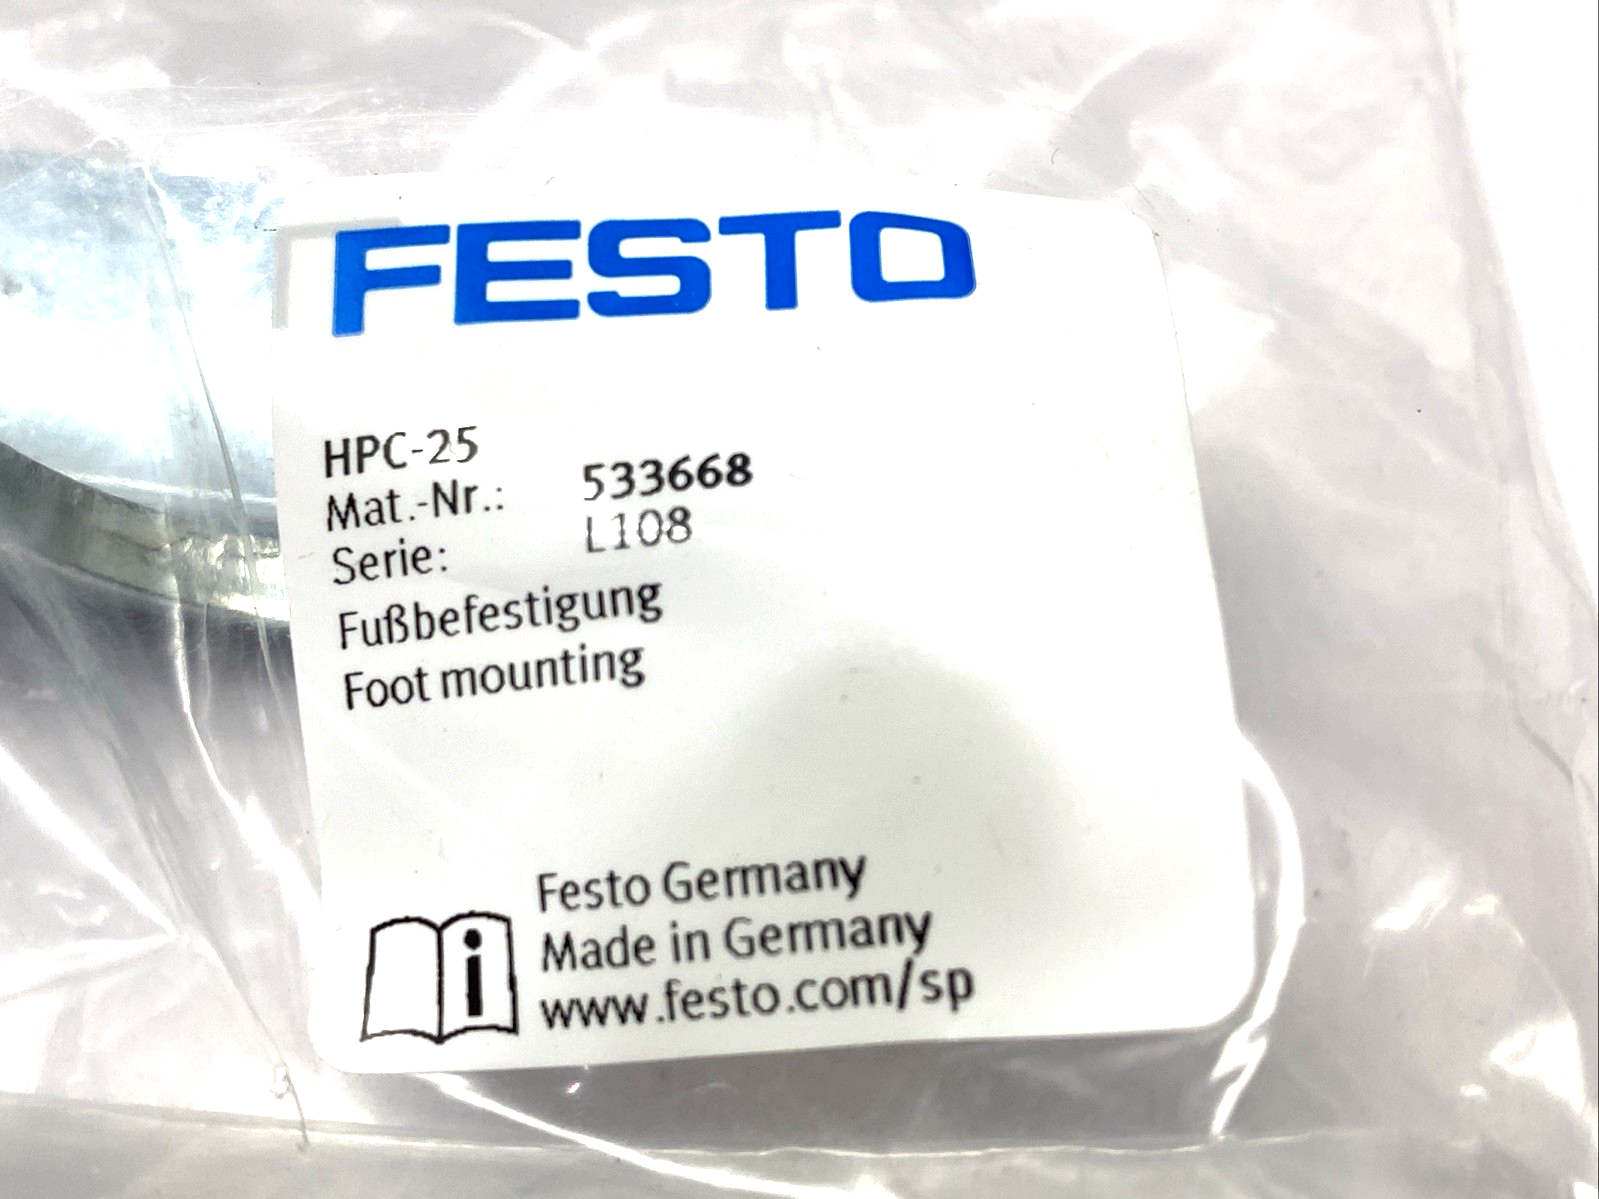 FESTO
HPC-25
Mat.-Nr.: 533668
Serie: L108
Fußbefestigung
Foot mounting
Festo Germany
Made in Germany
www.festo.com/sp